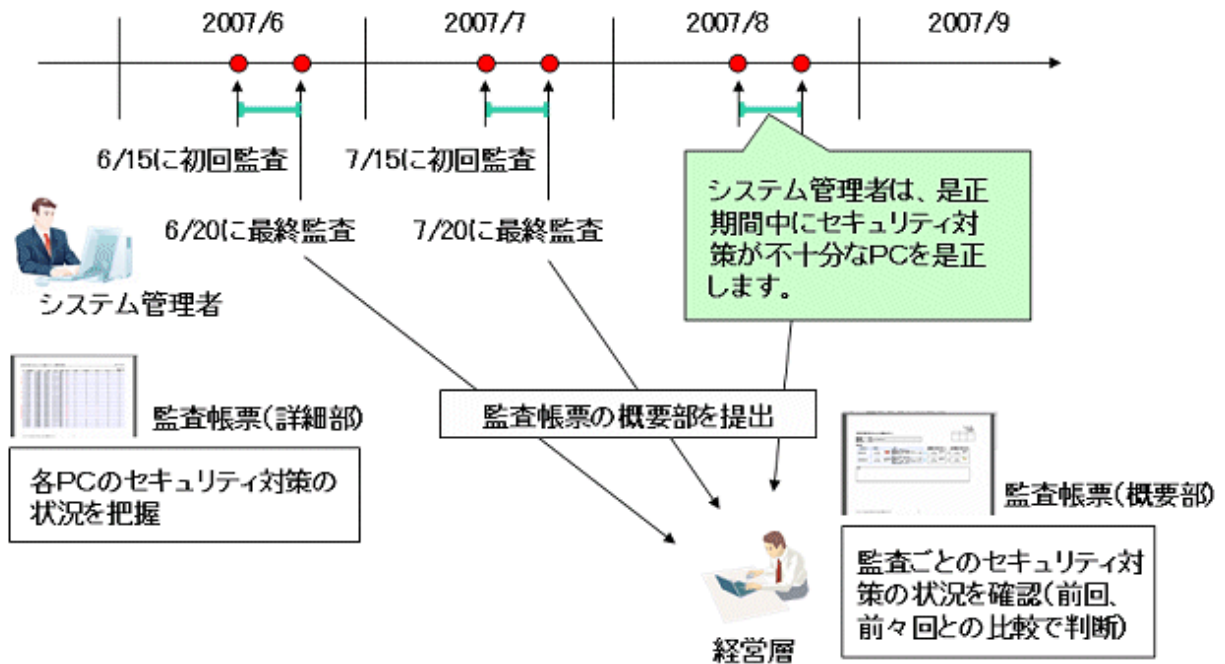 2007/6
2007/7
2007/8
2007/9
6/15に初回監査
7/15に初回監査
6/20に最終監査
7/20に最終監査
システム管理者は、是正
期間中にセキュリティ対
策が不十分なPCを是正
します。
システム管理者
監査帳票(詳細部)
各PCのセキュリティ対策の
状況を把握
監査帳票の概要部を提出
監査帳票(概要部)
監査ごとのセキュリティ対
策の状況を確認(前回、
前々回との比較で判断)
経営層